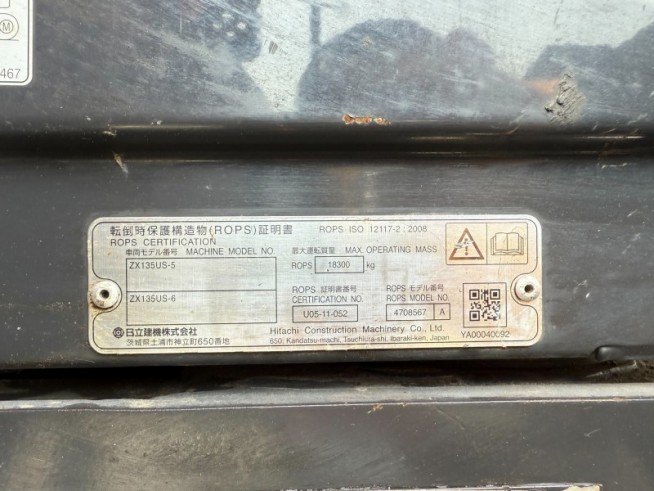 M
467
転倒時保護構造物(ROPS)証明書 ROPS ISO 12117-2 : 2008
ROPS CERTIFICATION
車両モデル番号 MACHINE MODEL NO. 最大運転質量 MAX. OPERATING MASS
ZX135US-5 ROPS 18300 kg
ZX135US-6 ROPS 証明書番号 ROPS モデル番号
CERTIFICATION NO. ROPS MODEL NO.
U05-11-052 4708567 A
日立建機株式会社 Hitachi Construction Machinery Co., Ltd. YA00040092
茨城県土浦市神立町650番地 650, Kandatsu-machi, Tsuchiura-shi, Ibaraki-ken, Japan